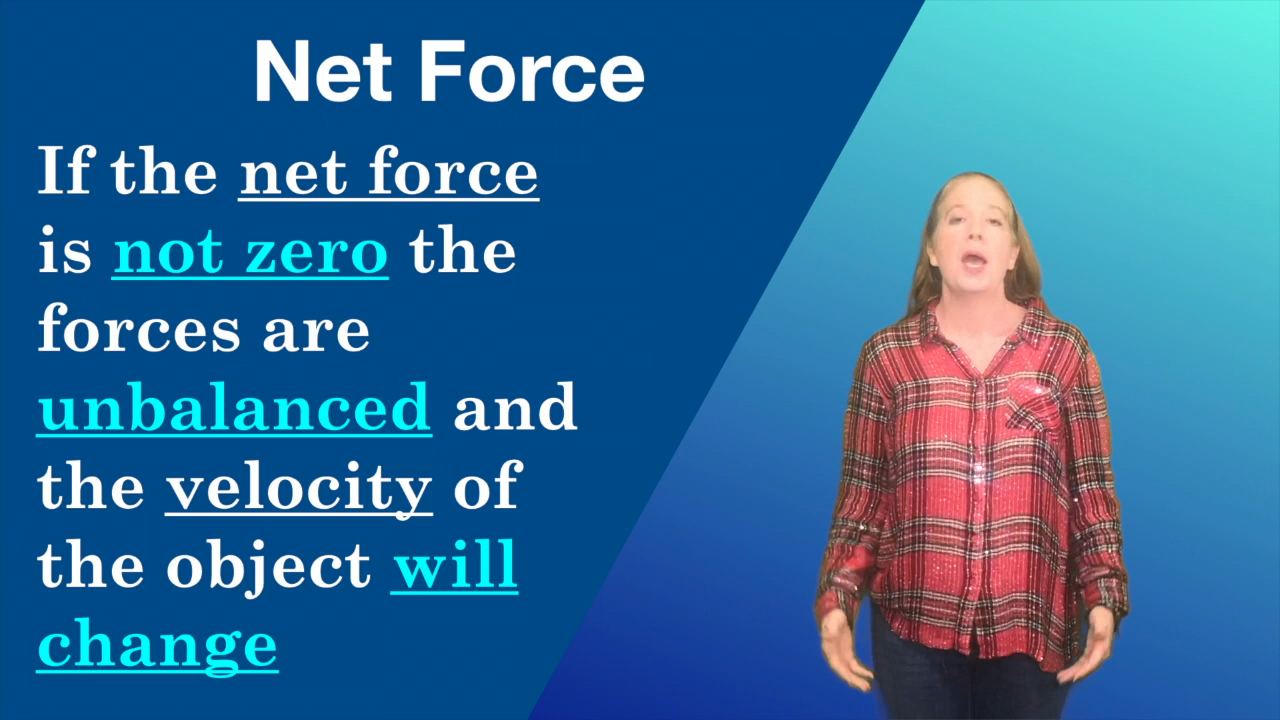 Net Force
If the net force
is not zero the
forces are
unbalanced and
the velocity of
the object will
change